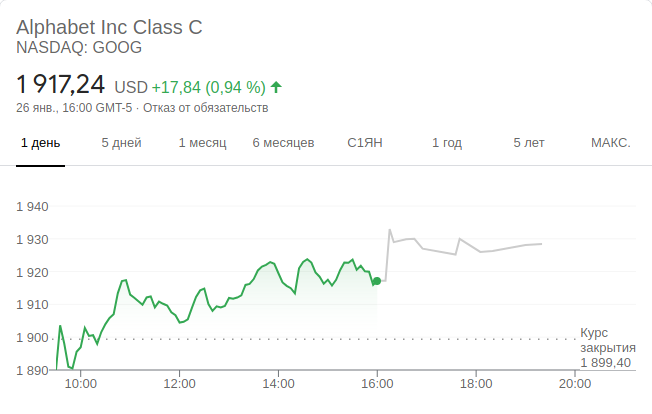 Alphabet Inc Class C
NASDAQ: GOOG
1 917,24 USD +17,84 (0,94 %)
26 янв., 16:00 GMT-5 · Отказ от обязательств
1 день 5 дней 1 месяц 6 месяцев С1ЯН 1 год 5 лет МАКС.
1 940
1 930
1 920
1 910
1 900
1 890
Курс
закрытия
1 899,40
10:00 12:00 14:00 16:00 18:00 20:00